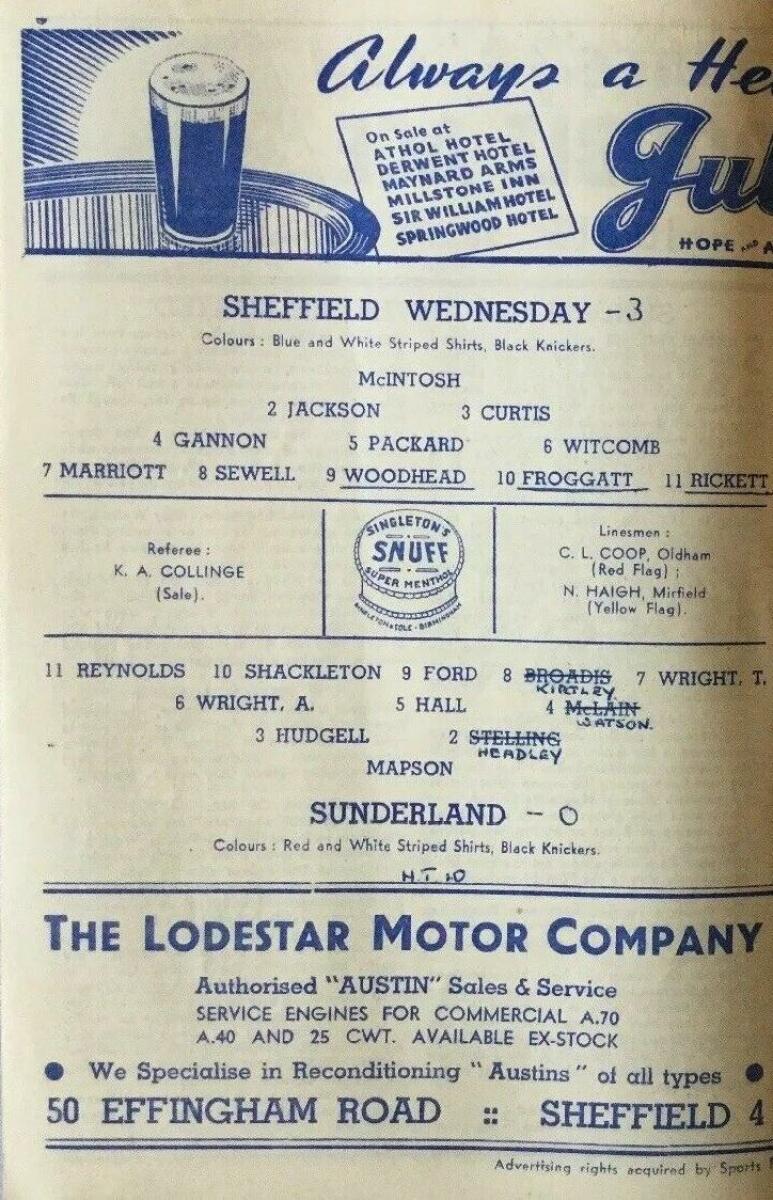 Always a He
On Sale at
ATHOL HOTEL
DERWENT HOTEL
MAYNARD ARMS
MILLSTONE INN
SIR WILLIAM HOTEL
SPRINGWOOD HOTEL
Jub
HOPE AND A
SHEFFIELD WEDNESDAY - 3
Colours : Blue and White Striped Shirts, Black Knickers.
McINTOSH
2 JACKSON 3 CURTIS
4 GANNON 5 PACKARD 6 WITCOMB
7 MARRIOTT 8 SEWELL 9 WOODHEAD 10 FROGGATT 11 RICKETT
Referee :
K. A. COLLINGE
(Sale).
SINGLETON'S
SNUFF
SUPER MENTHOL
SINGLETON & COLE · BIRMINGHAM
Linesmen :
C. L. COOP, Oldham
(Red Flag) ;
N. HAIGH, Mirfield
(Yellow Flag).
11 REYNOLDS 10 SHACKLETON 9 FORD 8 BROADIS 7 WRIGHT, T.
KIRTLEY
6 WRIGHT, A. 5 HALL 4 McLAIN
WATSON.
3 HUDGELL 2 STELLING
HEADLEY
MAPSON
SUNDERLAND - 0
Colours : Red and White Striped Shirts, Black Knickers.
H.T. 1-0
THE LODESTAR MOTOR COMPANY
Authorised "AUSTIN" Sales & Service
SERVICE ENGINES FOR COMMERCIAL A.70
A.40 AND 25 CWT. AVAILABLE EX-STOCK
● We Specialise in Reconditioning "Austins" of all types ●
50 EFFINGHAM ROAD :: SHEFFIELD 4
Advertising rights acquired by Sports